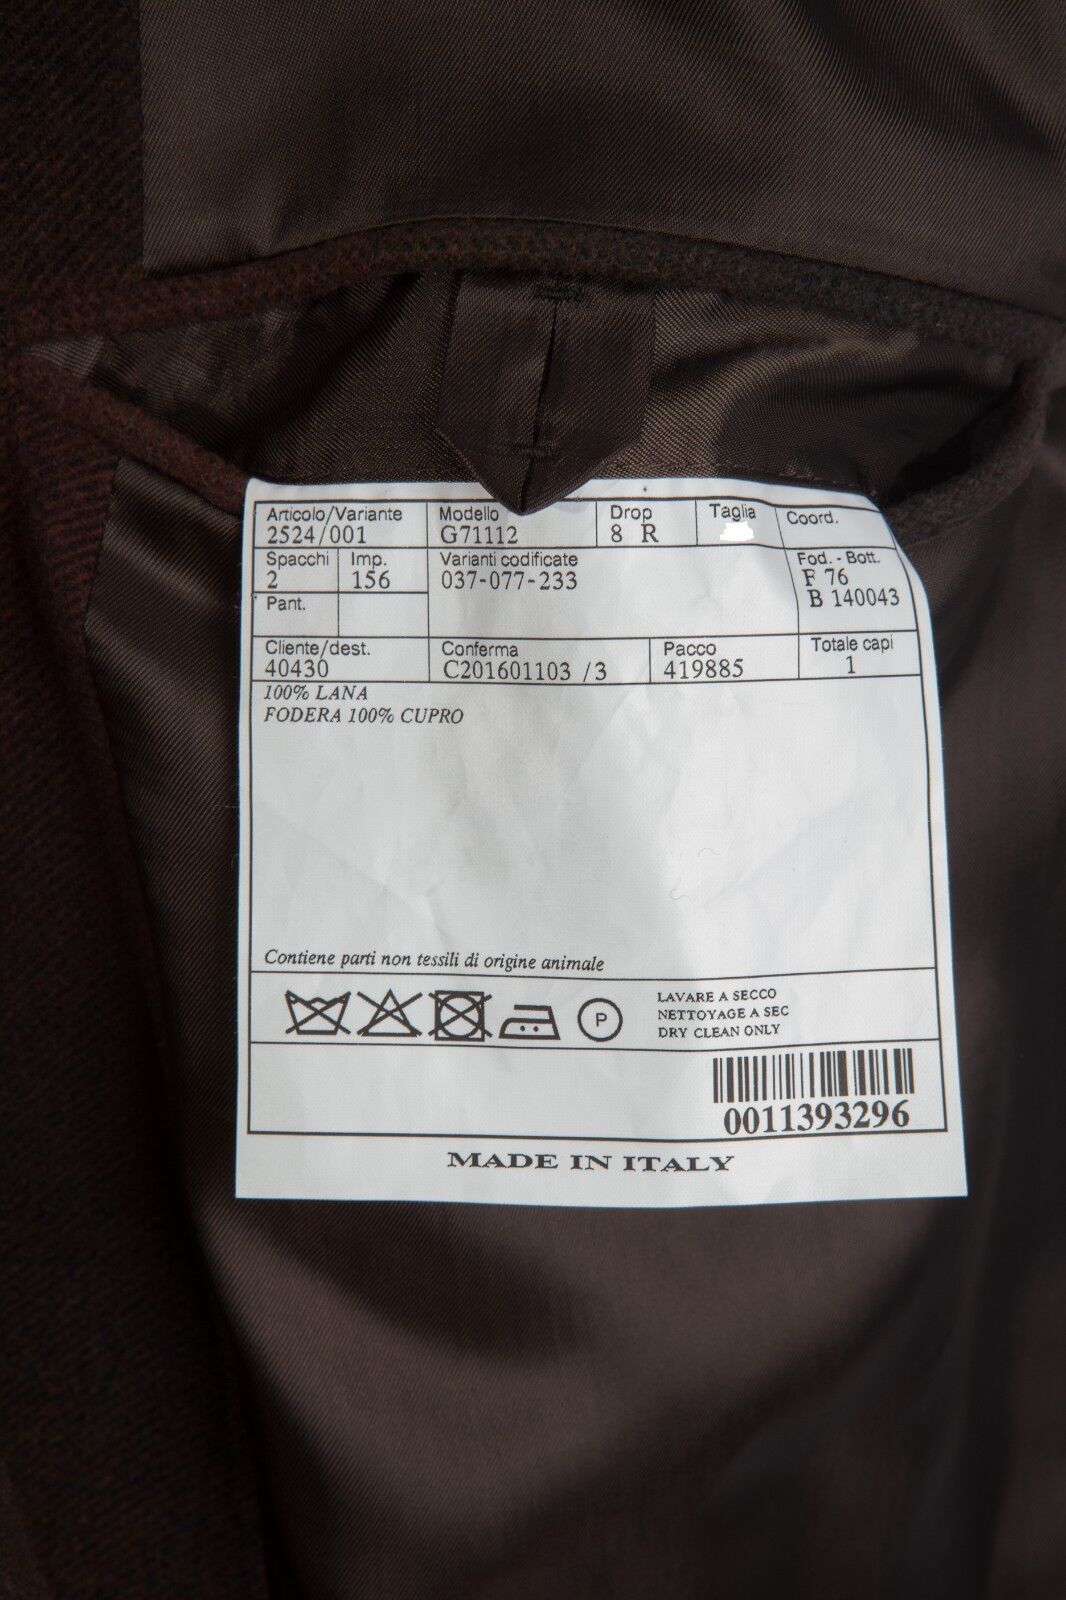 Articolo/Variante Modello Drop Taglia Coord.
2524/001 G71112 8 R
Spacchi Imp. Varianti codificate Fod. - Bott.
2 156 037-077-233 F 76
Pant. B 140043
Cliente/dest. Conferma Pacco Totale capi
40430 C201601103 /3 419885 1
100% LANA
FODERA 100% CUPRO
Contiene parti non tessili di origine animale
LAVARE A SECCO
NETTOYAGE A SEC
P DRY CLEAN ONLY
0011393296
MADE IN ITALY